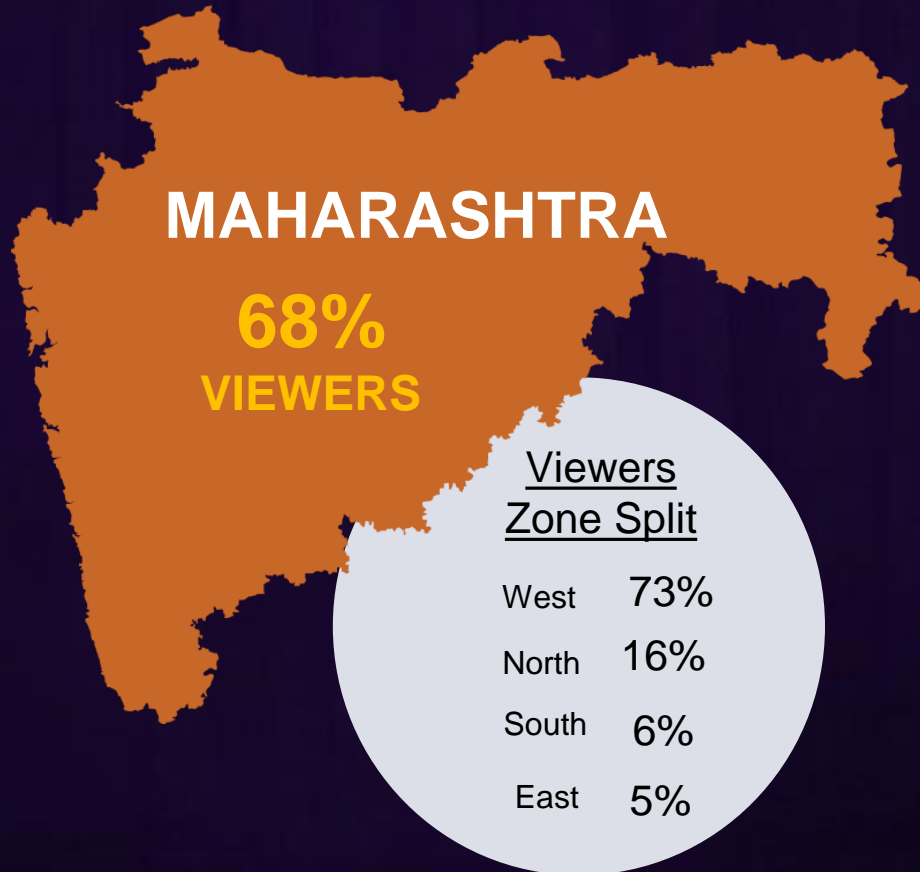 MAHARASHTRA
68%
VIEWERS
Viewers
Zone Split
West 73%
North 16%
South 6%
East 5%